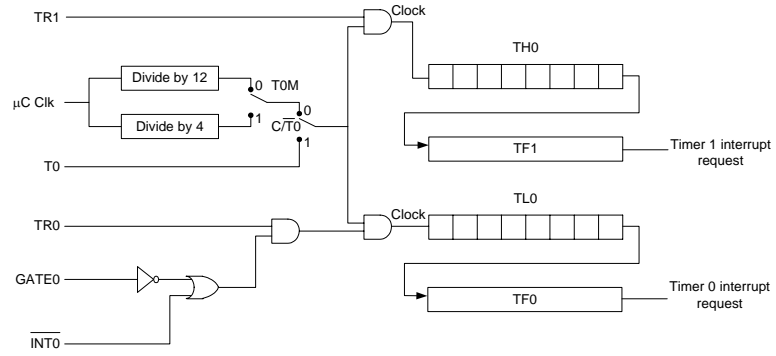 TR1
Clock
TH0
Divide by 12
0
T0M
μC Clk
0
Divide by 4
1
C/T0
1
TF1
Timer 1 interrupt
request
T0
TL0
TR0
Clock
GATE0
TF0
Timer 0 interrupt
request
INT0